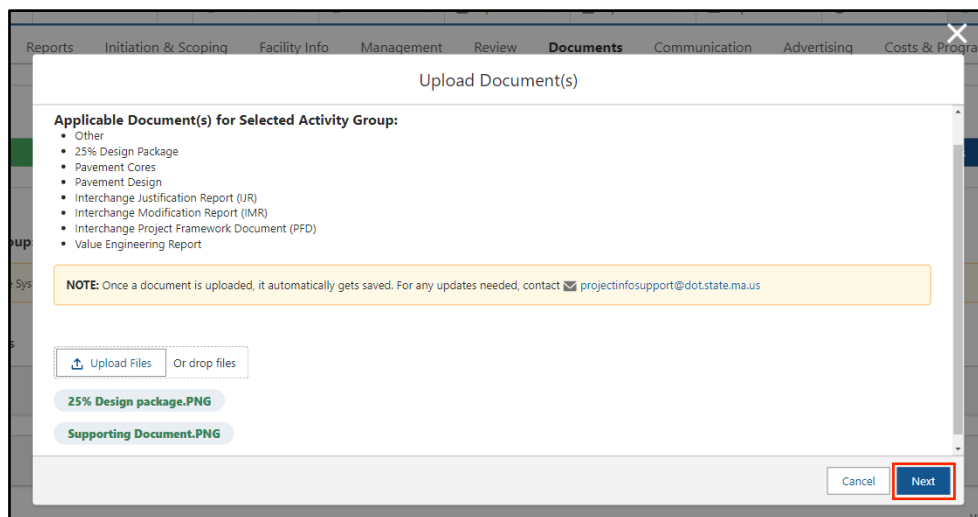 Reports Initiation & Scoping Facility Info Management Review Documents Communication Advertising Costs & Progra
Upload Document(s)
Applicable Document(s) for Selected Activity Group:
• Other
• 25% Design Package
• Pavement Cores
• Pavement Design
• Interchange Justification Report (IJR)
• Interchange Modification Report (IMR)
• Interchange Project Framework Document (PFD)
• Value Engineering Report
oup:
e Sys
NOTE: Once a document is uploaded, it automatically gets saved. For any updates needed, contact projectinfosupport@dot.state.ma.us
s
Upload Files Or drop files
25% Design package.PNG
Supporting Document.PNG
Cancel Next